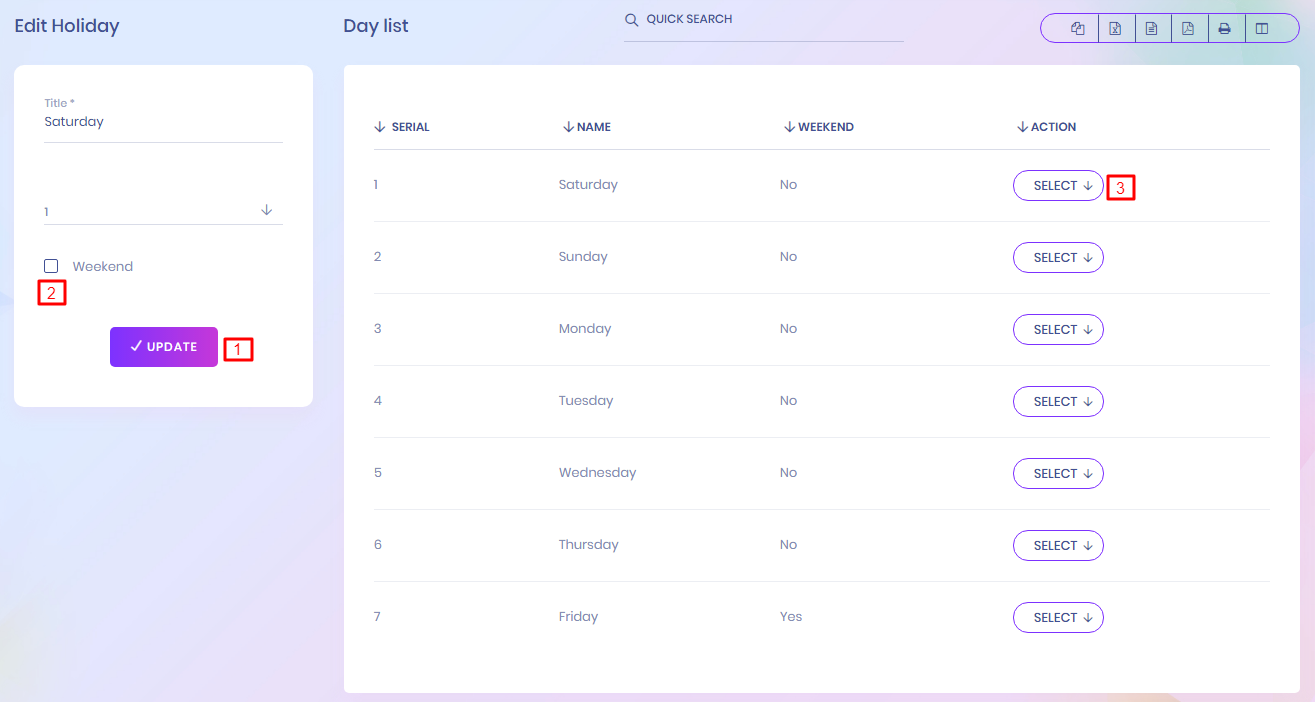 Edit Holiday
Day list
QUICK SEARCH
Title *
Saturday
1
Weekend
2
UPDATE
1
SERIAL NAME WEEKEND ACTION
1 Saturday No SELECT 3
2 Sunday No SELECT
3 Monday No SELECT
4 Tuesday No SELECT
5 Wednesday No SELECT
6 Thursday No SELECT
7 Friday Yes SELECT